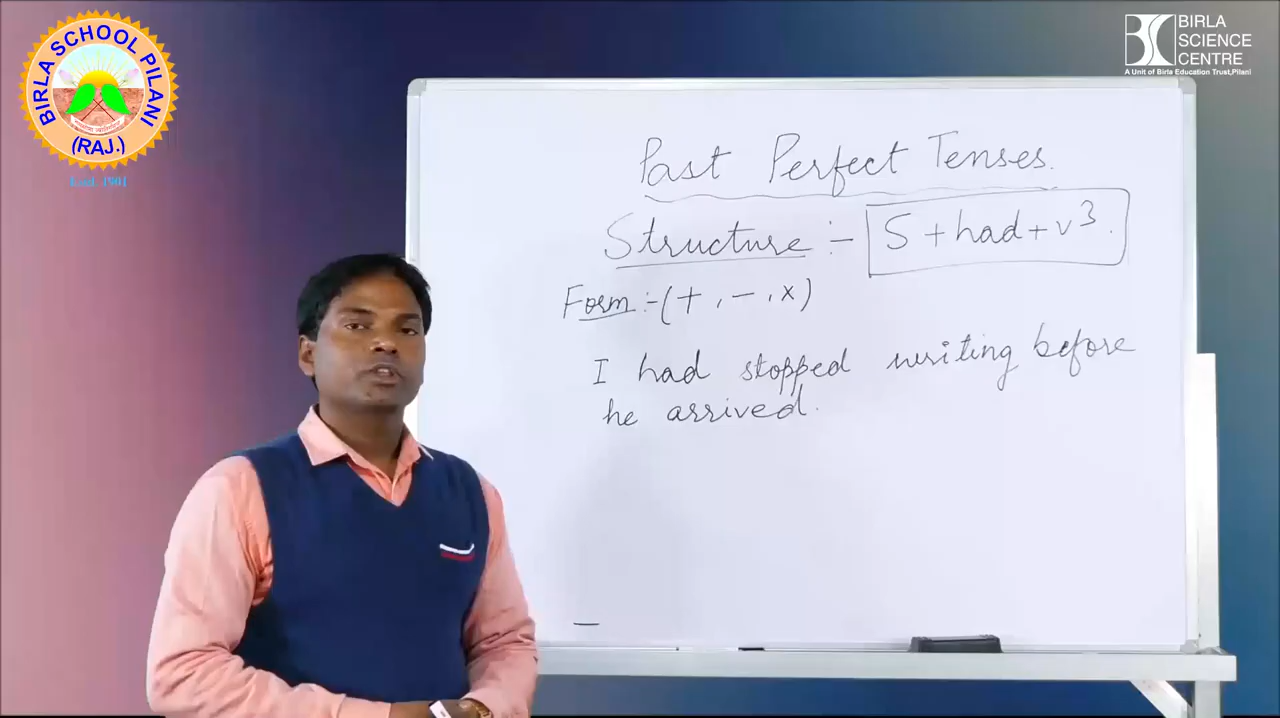 BIRLA SCHOOL PILANI
(RAJ.)
Estd. 1901
BIRLA
SCIENCE
CENTRE
A Unit of Birla Education Trust,Pilani
Past Perfect Tenses.
Structure :- S + had + v3.
Form :- (+, -, x)
I had stopped writing before
he arrived.